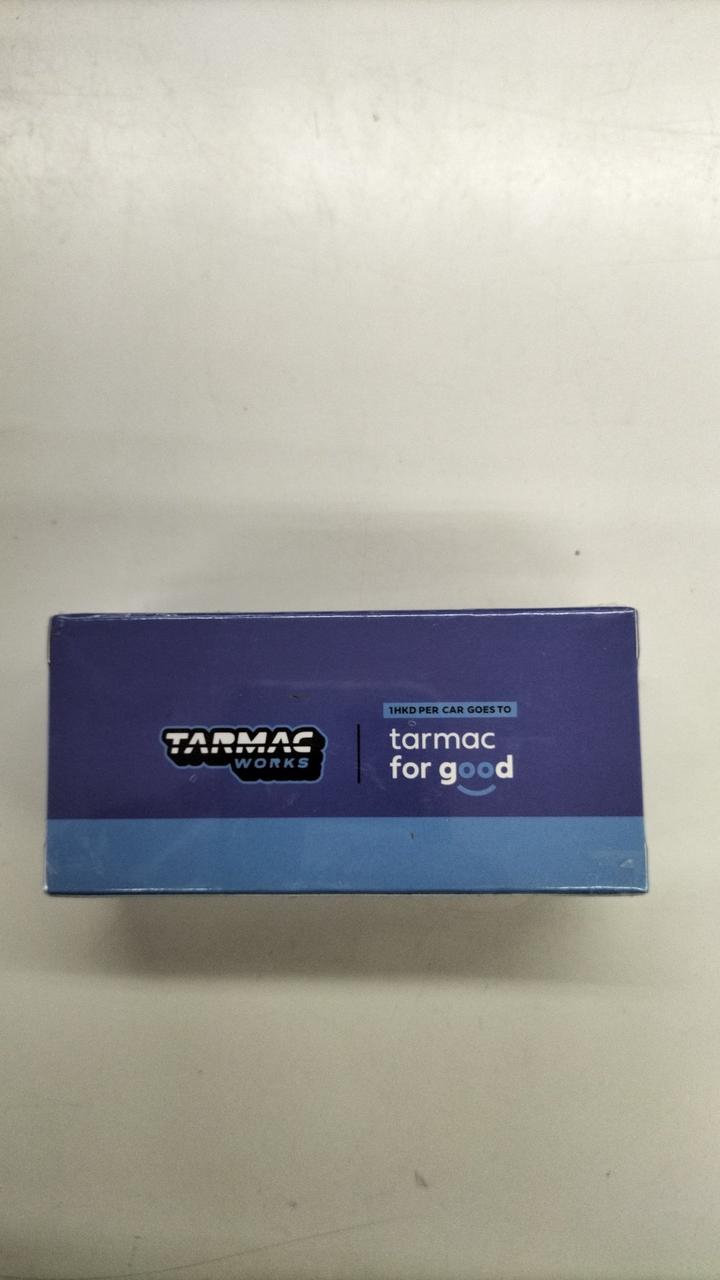 TARMAC
WORKS
1HKD PER CAR GOES TO
tarmac
for good